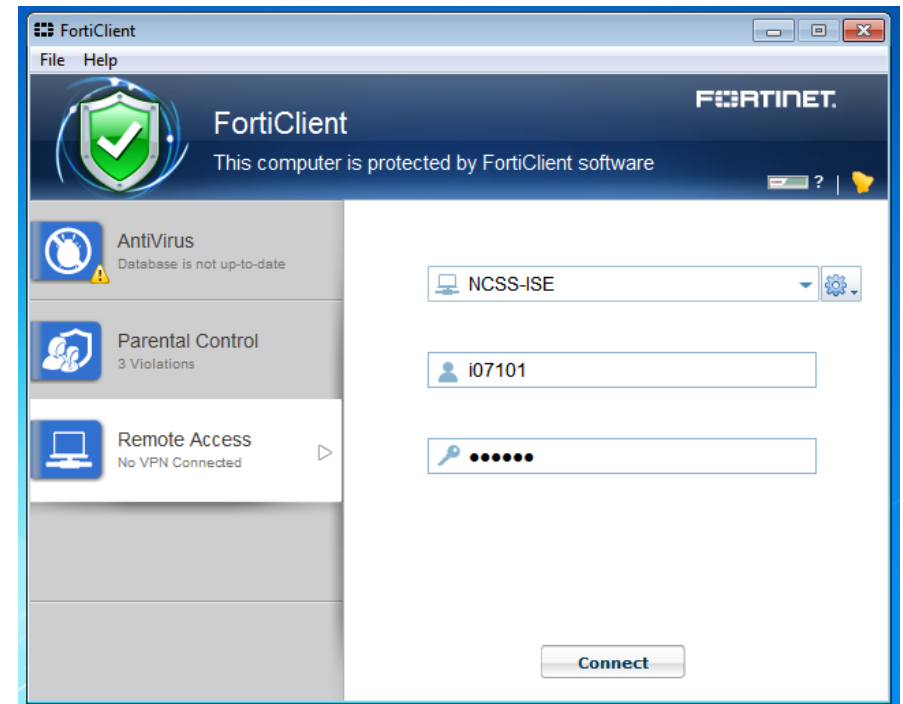 FortiClient
File Help
FORTINET
FortiClient
This computer is protected by FortiClient software
?
AntiVirus
Database is not up-to-date
NCSS-ISE
Parental Control
3 Violations
i07101
Remote Access
No VPN Connected
••••••
Connect